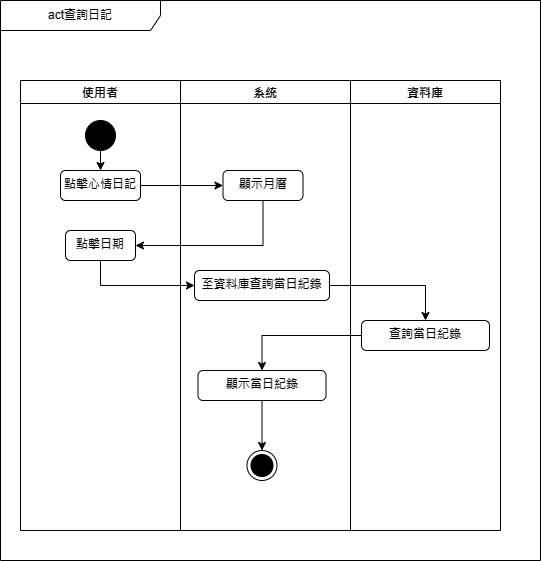 act查詢日記
使用者
系統
資料庫
點擊心情日記
顯示月曆
點擊日期
至資料庫查詢當日紀錄
查詢當日紀錄
顯示當日紀錄